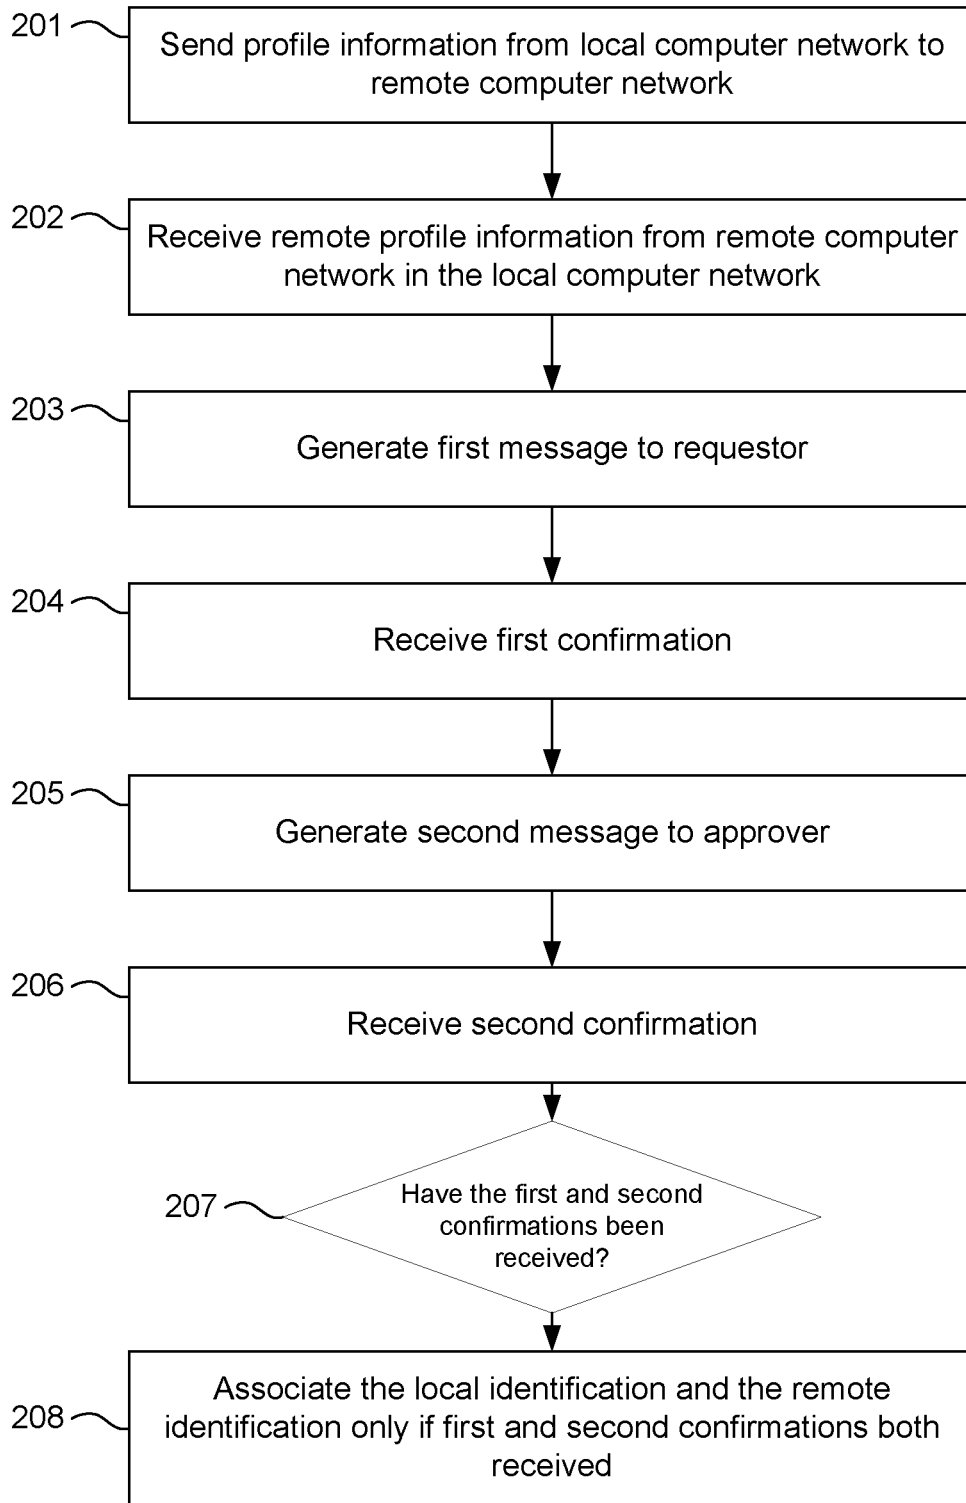 201
Send profile information from local computer network to
remote computer network
202
Receive remote profile information from remote computer
network in the local computer network
203
Generate first message to requestor
204
Receive first confirmation
205
Generate second message to approver
206
Receive second confirmation
207
Have the first and second
confirmations been
received?
208
Associate the local identification and the remote
identification only if first and second confirmations both
received